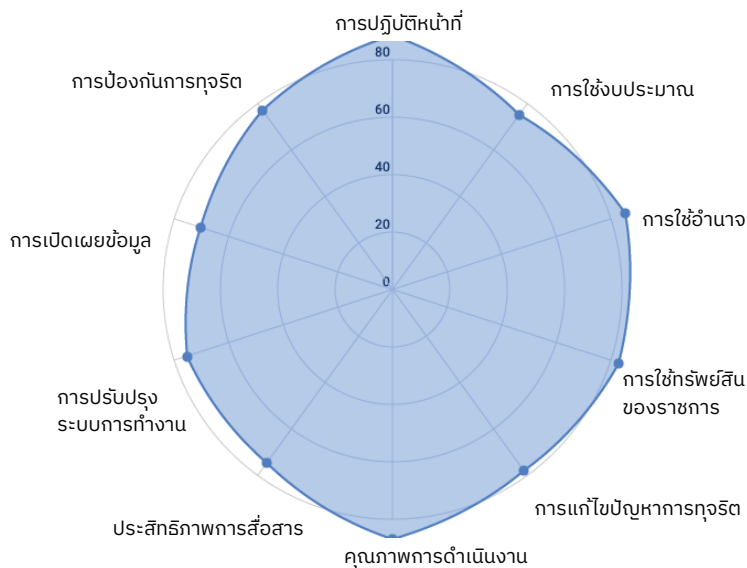 การปฏิบัติหน้าที่
80
การป้องกันการทุจริต
การใช้งบประมาณ
60
40
การใช้อำนาจ
การเปิดเผยข้อมูล
20
0
การใช้ทรัพย์สิน
ของราชการ
การปรับปรุง
ระบบการทำงาน
การแก้ไขปัญหาการทุจริต
ประสิทธิภาพการสื่อสาร
คุณภาพการดำเนินงาน